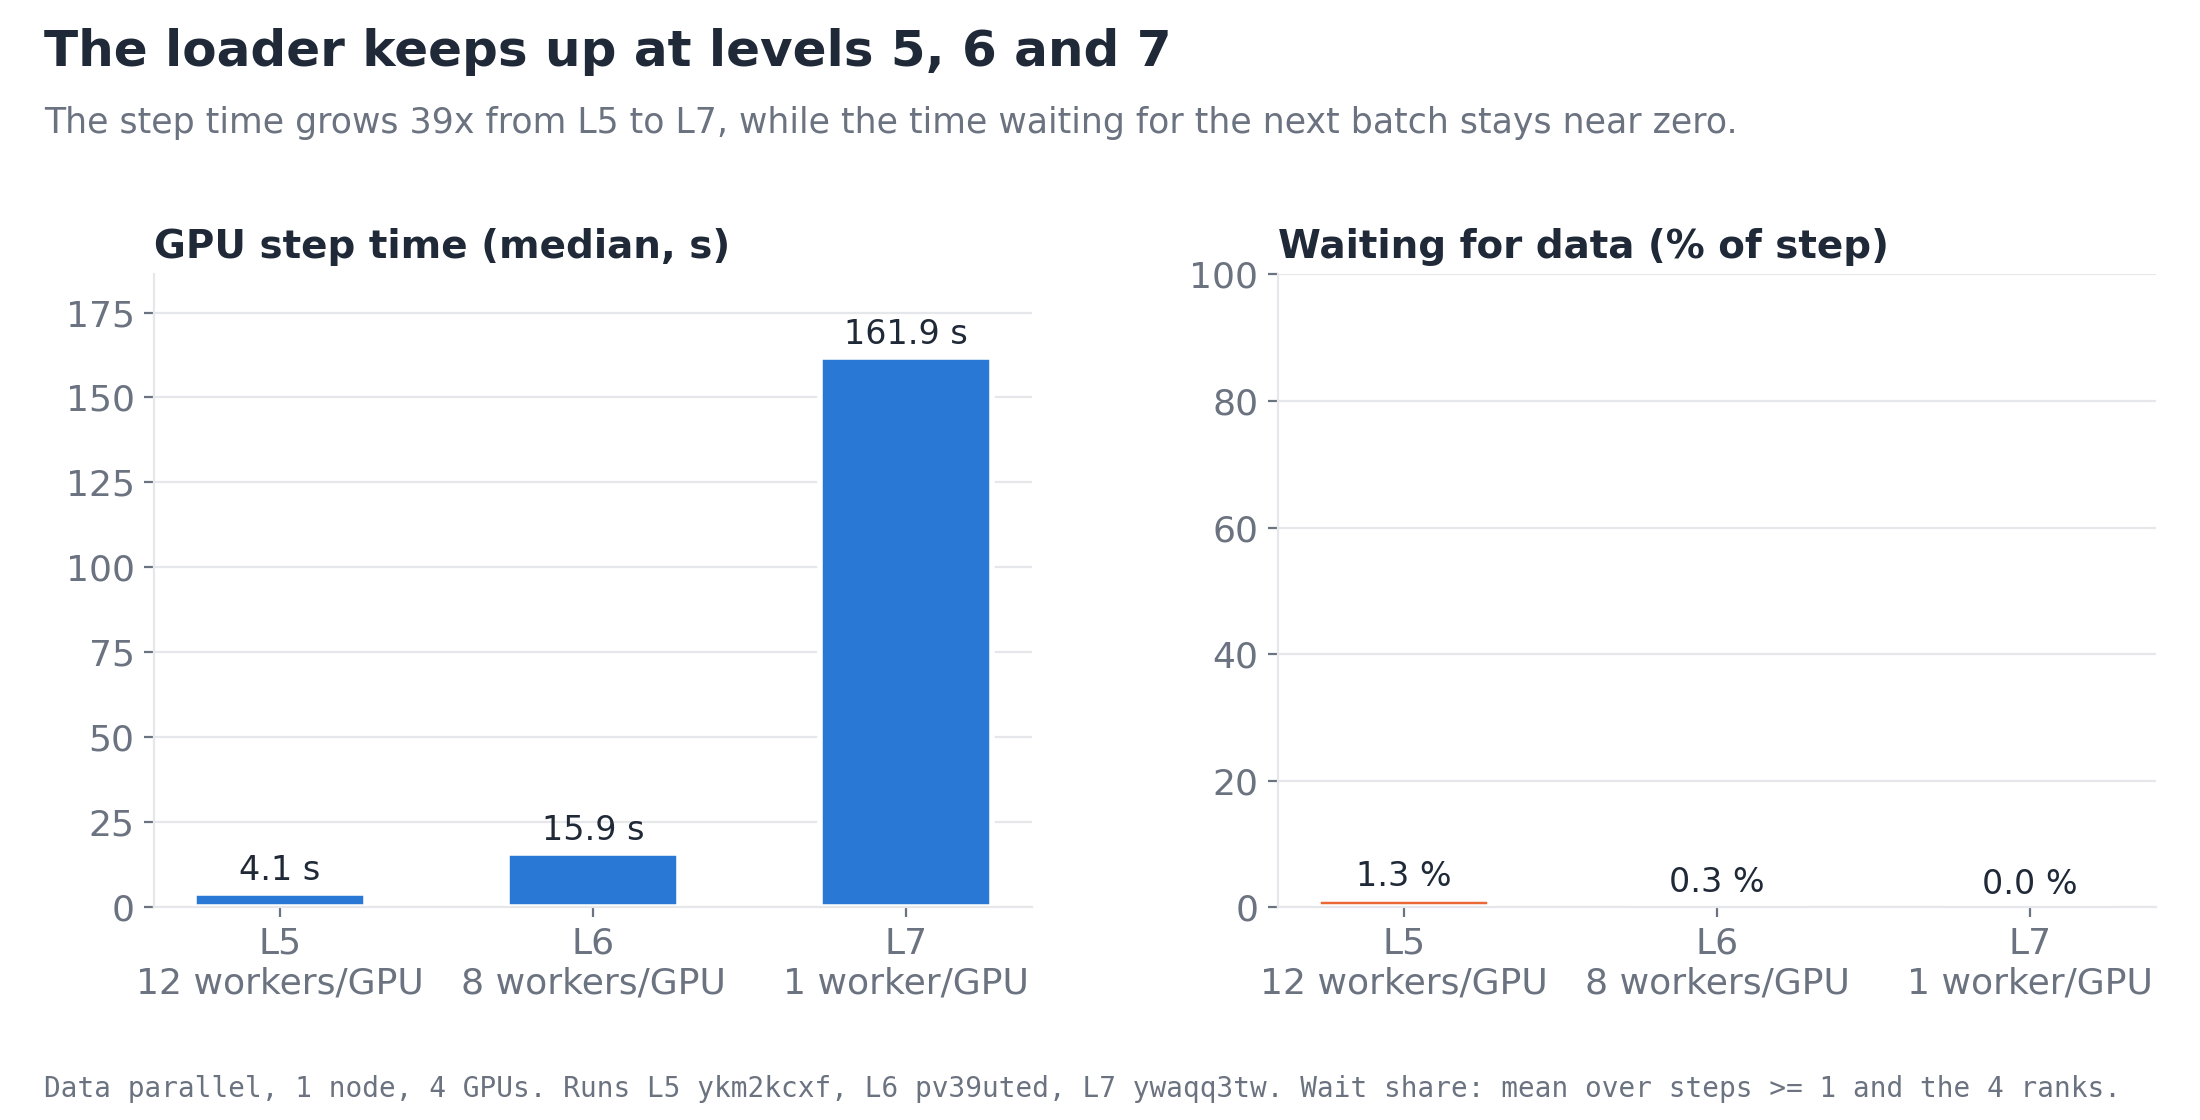 The loader keeps up at levels 5, 6 and 7
The step time grows 39x from L5 to L7, while the time waiting for the next batch stays near zero.
GPU step time (median, s)
175
150
125
100
75
50
25
0
161.9 s
15.9 s
4.1 s
L5
12 workers/GPU
L6
8 workers/GPU
L7
1 worker/GPU
Waiting for data (% of step)
100
80
60
40
20
0
1.3 %
0.3 %
0.0 %
L5
12 workers/GPU
L6
8 workers/GPU
L7
1 worker/GPU
Data parallel, 1 node, 4 GPUs. Runs L5 ykm2kcxf, L6 pv39uted, L7 ywaqq3tw. Wait share: mean over steps >= 1 and the 4 ranks.